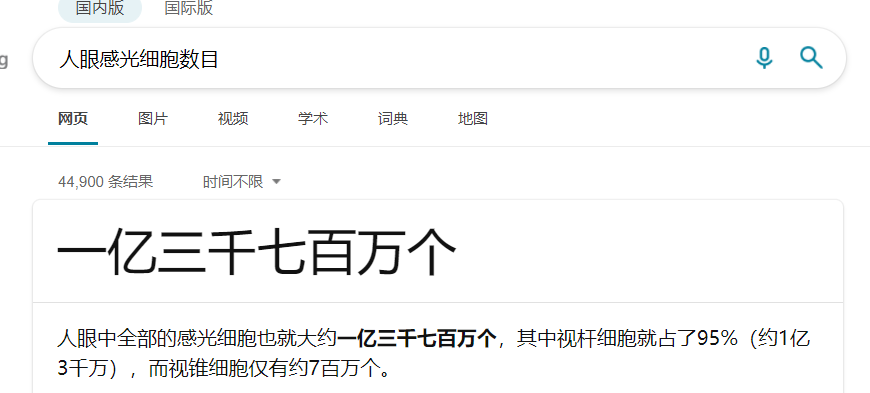 国内版 国际版
g
人眼感光细胞数目
网页 图片 视频 学术 词典 地图
44,900 条结果 时间不限
一亿三千七百万个
人眼中全部的感光细胞也就大约一亿三千七百万个，其中视杆细胞就占了95%（约1亿
3千万），而视锥细胞仅有约7百万个。